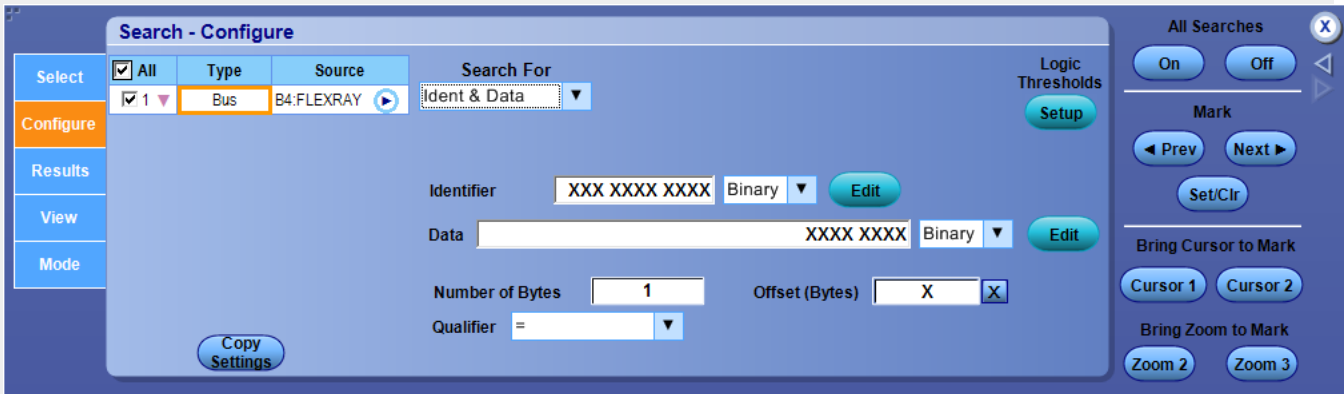 Search - Configure
Select
Configure
Results
View
Mode
All Type Source
1 Bus B4:FLEXRAY
Copy
Settings
Search For
Ident & Data
Logic
Thresholds
Setup
Identifier XXX XXXX XXXX Binary Edit
Data XXXX XXXX Binary Edit
Number of Bytes 1 Offset (Bytes) X X
Qualifier =
All Searches X
On Off
Mark
◄ Prev Next ►
Set/Clr
Bring Cursor to Mark
Cursor 1 Cursor 2
Bring Zoom to Mark
Zoom 2 Zoom 3